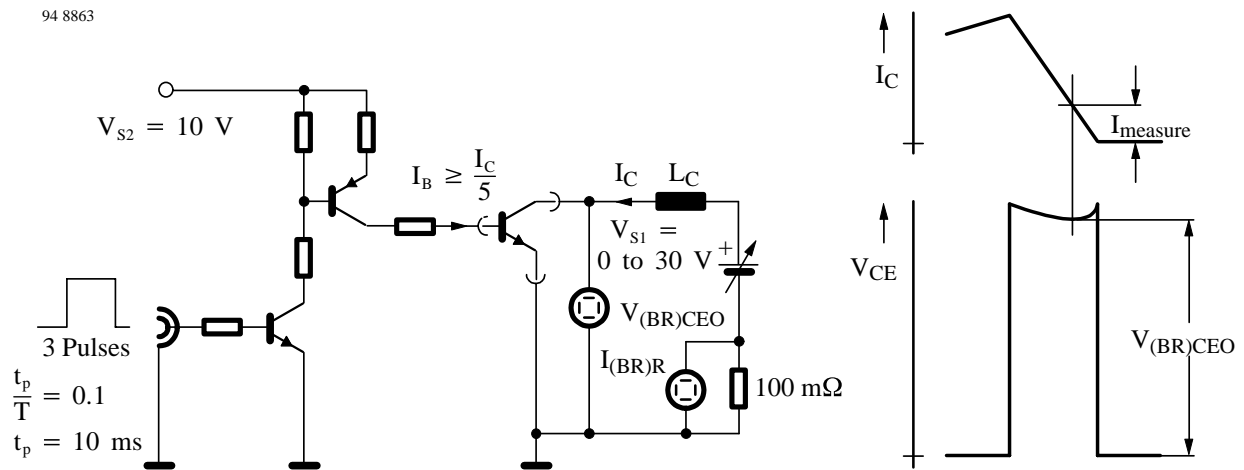 94 8863
V_S2 = 10 V
I_B ≥ I_C/5
I_C
L_C
V_S1 =
0 to 30 V
+
V_(BR)CEO
I_(BR)R
100 mΩ
3 Pulses
t_p/T = 0.1
t_p = 10 ms
I_C
I_measure
V_CE
V_(BR)CEO